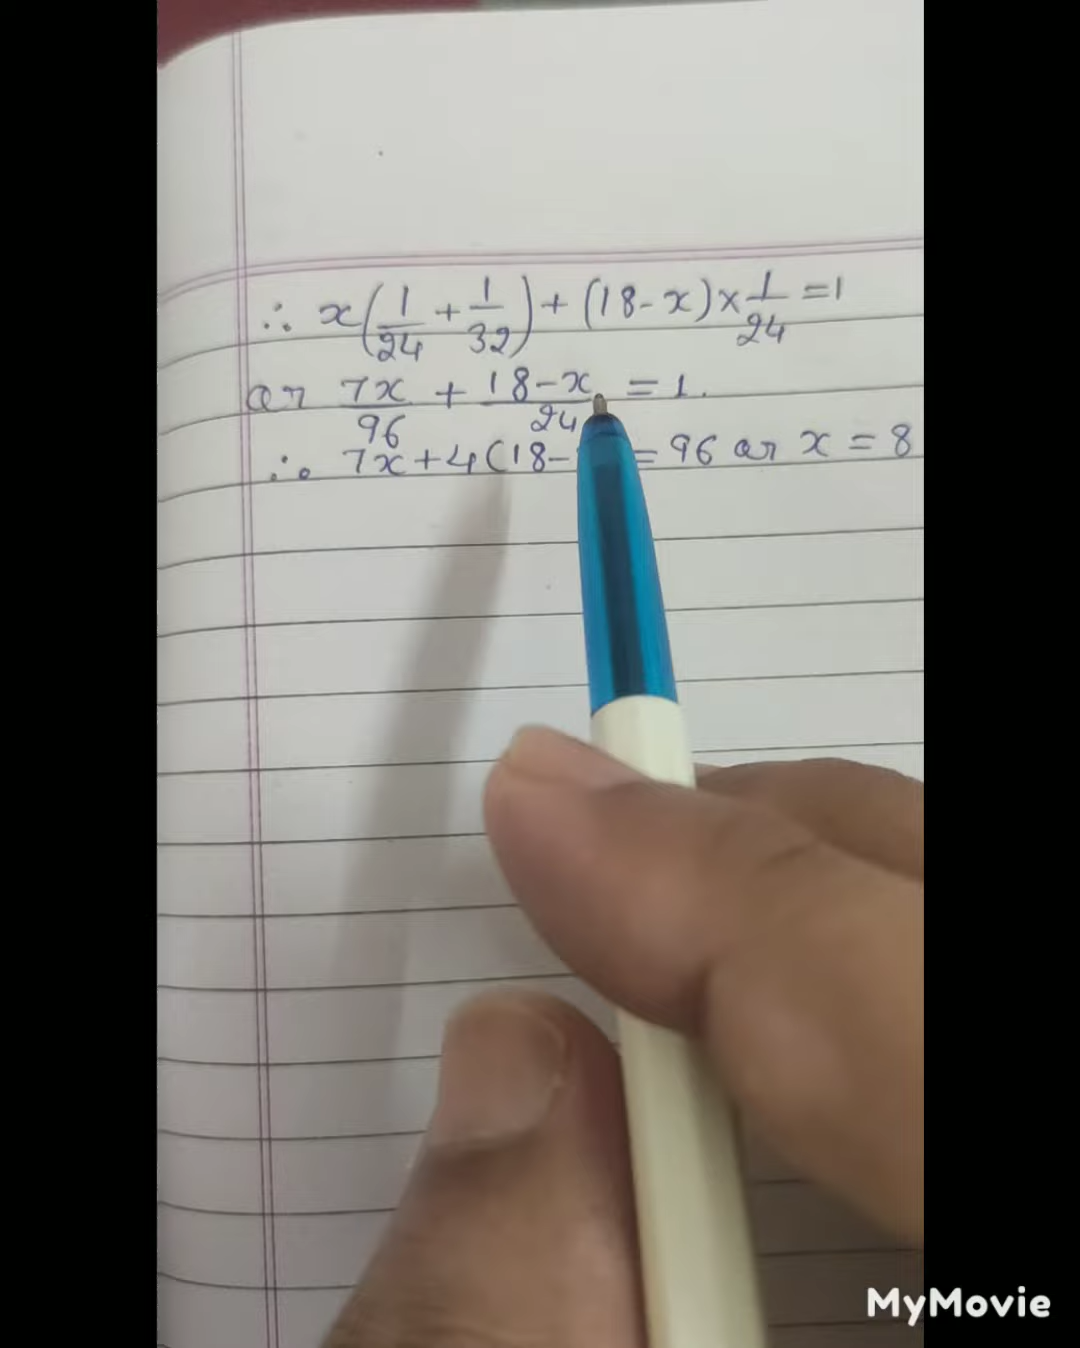 ∴ x(1/24 + 1/32) + (18-x)×1/24 = 1
or 7x/96 + 18-x/24 = 1.
∴ 7x+4(18- = 96 or x = 8
MyMovie